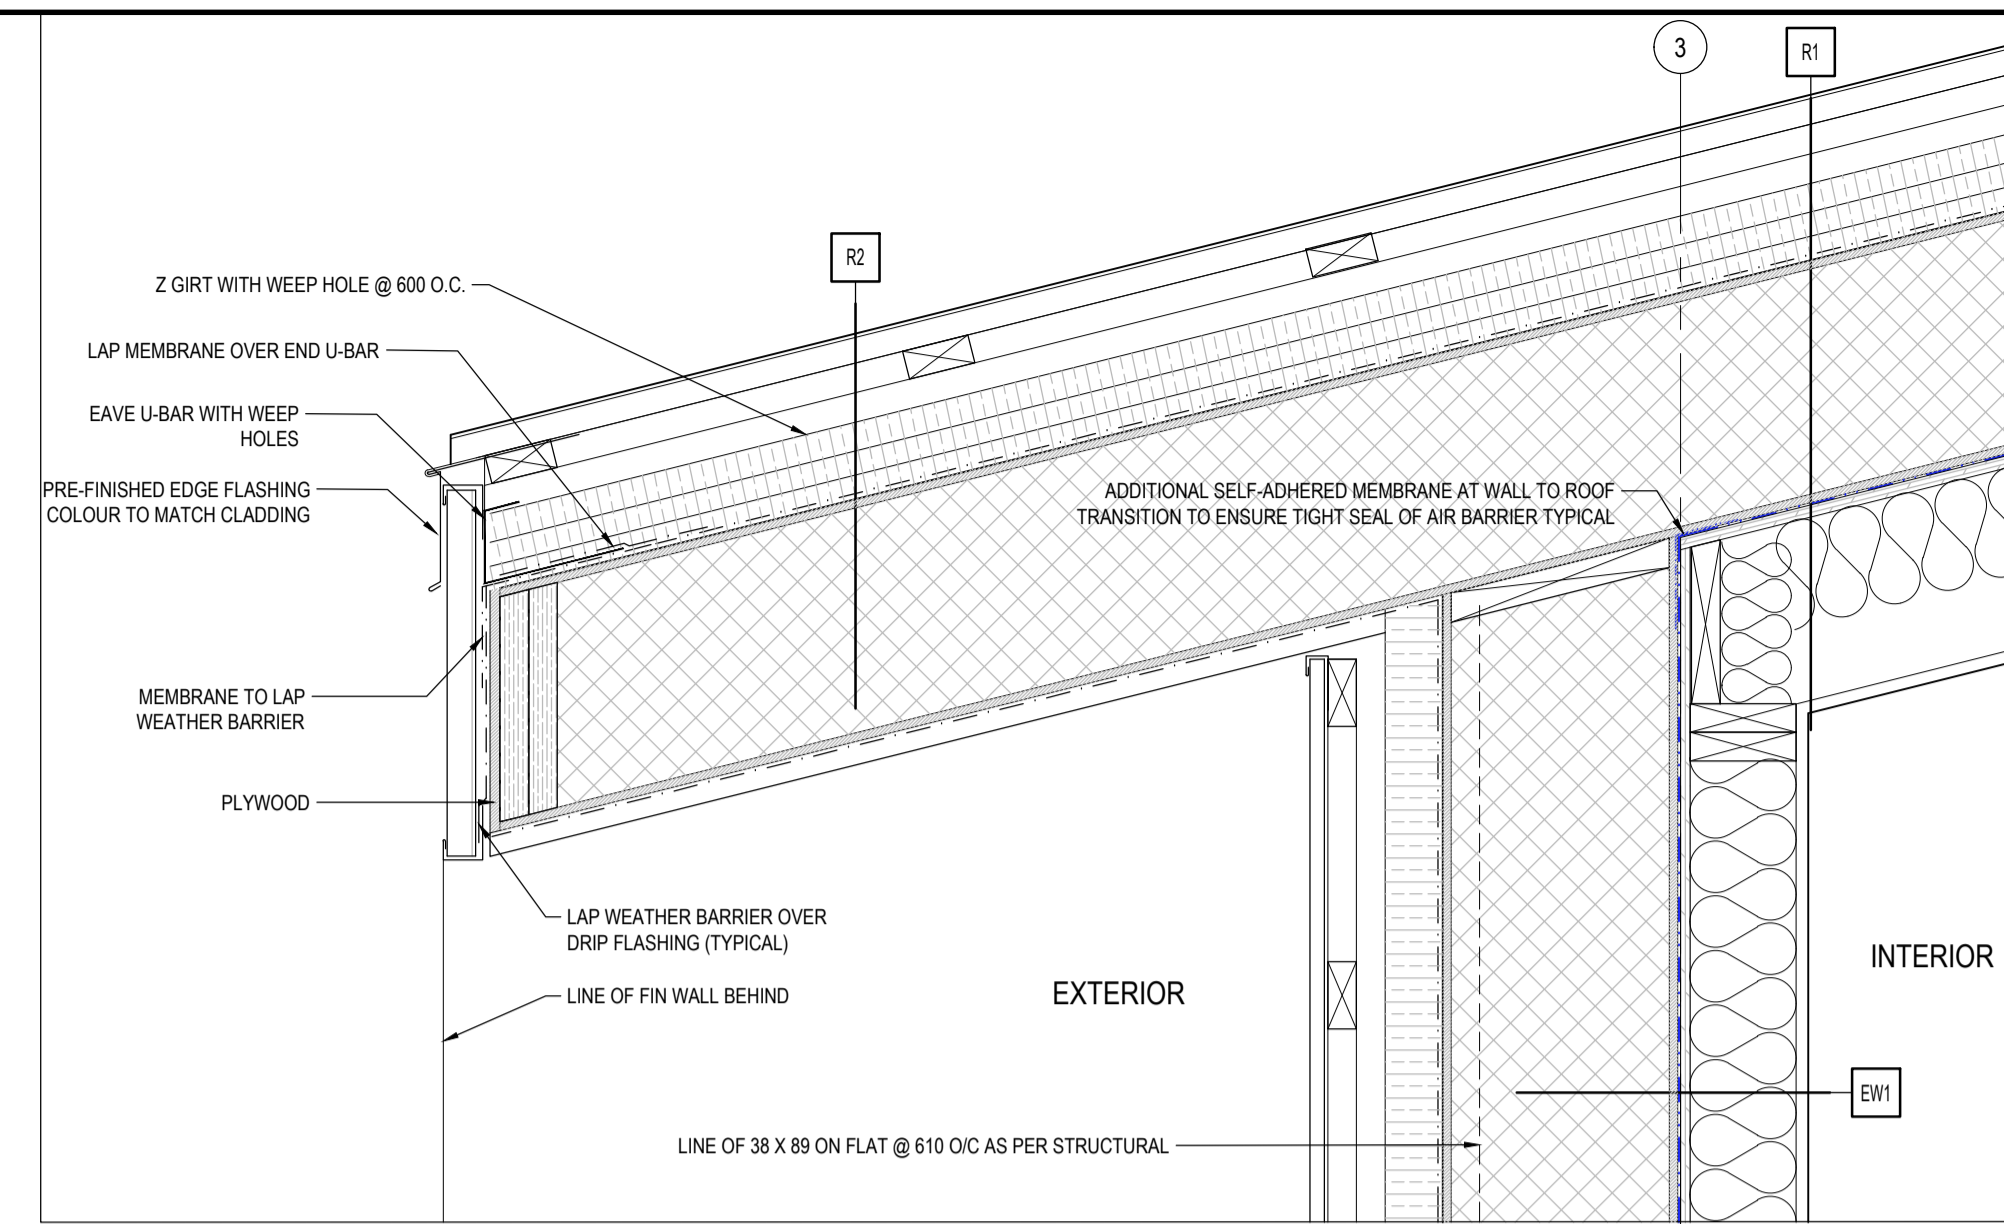 3
R1
R2
Z GIRT WITH WEEP HOLE @ 600 O.C.
LAP MEMBRANE OVER END U-BAR
EAVE U-BAR WITH WEEP
HOLES
PRE-FINISHED EDGE FLASHING
COLOUR TO MATCH CLADDING
ADDITIONAL SELF-ADHERED MEMBRANE AT WALL TO ROOF
TRANSITION TO ENSURE TIGHT SEAL OF AIR BARRIER TYPICAL
MEMBRANE TO LAP
WEATHER BARRIER
PLYWOOD
LAP WEATHER BARRIER OVER
DRIP FLASHING (TYPICAL)
LINE OF FIN WALL BEHIND
EXTERIOR
INTERIOR
EW1
LINE OF 38 X 89 ON FLAT @ 610 O/C AS PER STRUCTURAL